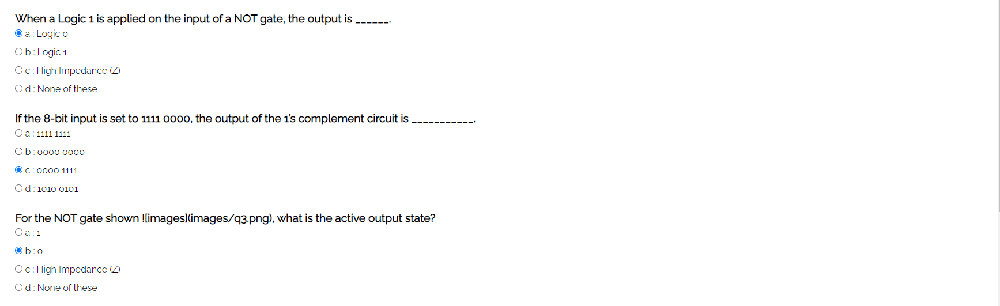 When a Logic 1 is applied on the input of a NOT gate, the output is ______.
a : Logic 0
b : Logic 1
c : High Impedance (Z)
d : None of these
If the 8-bit input is set to 1111 0000, the output of the 1's complement circuit is ___________.
a : 1111 1111
b : 0000 0000
c : 0000 1111
d : 1010 0101
For the NOT gate shown ![images](images/q3.png), what is the active output state?
a : 1
b : 0
c : High Impedance (Z)
d : None of these